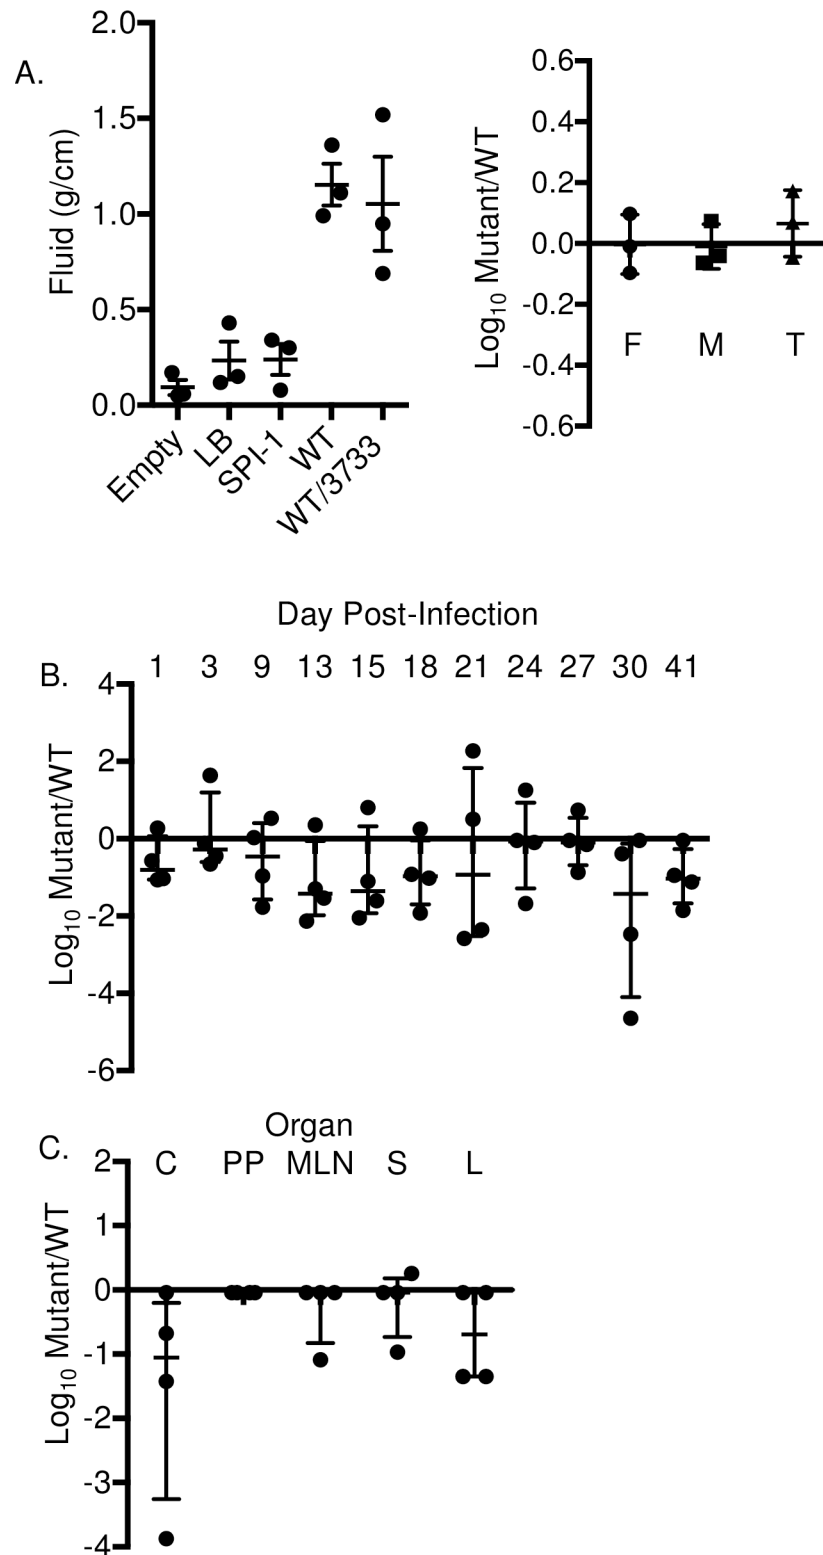 A.
Fluid (g/cm)
2.0
1.5
1.0
0.5
0.0
Empty
LB
SPI-1
WT
WT/3733
Log10 Mutant/WT
0.6
0.4
0.2
0.0
-0.2
-0.4
-0.6
F M T
Day Post-Infection
B.
1 3 9 13 15 18 21 24 27 30 41
Log10 Mutant/WT
4
2
0
-2
-4
-6
C.
Organ
C PP MLN S L
Log10 Mutant/WT
2
1
0
-1
-2
-3
-4